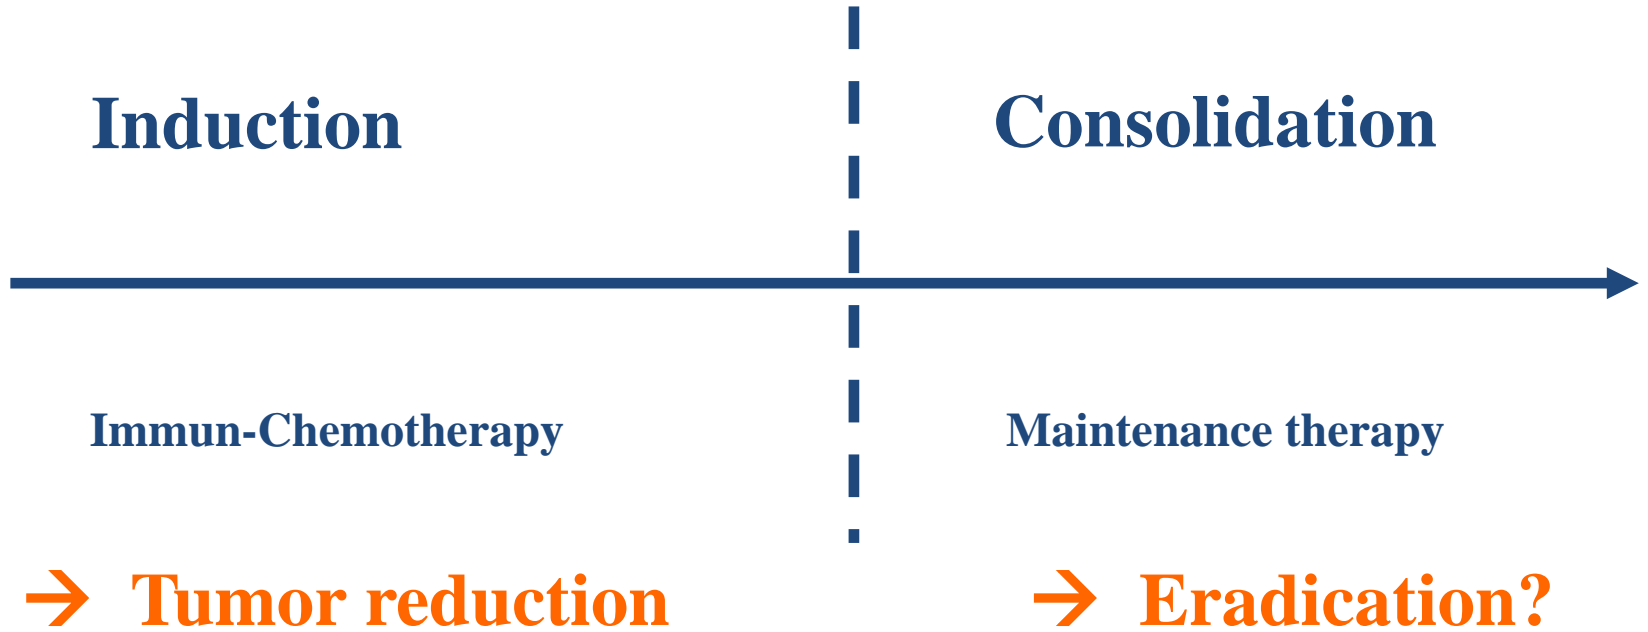 Induction
Consolidation
Immun-Chemotherapy
Maintenance therapy
→ Tumor reduction
→ Eradication?